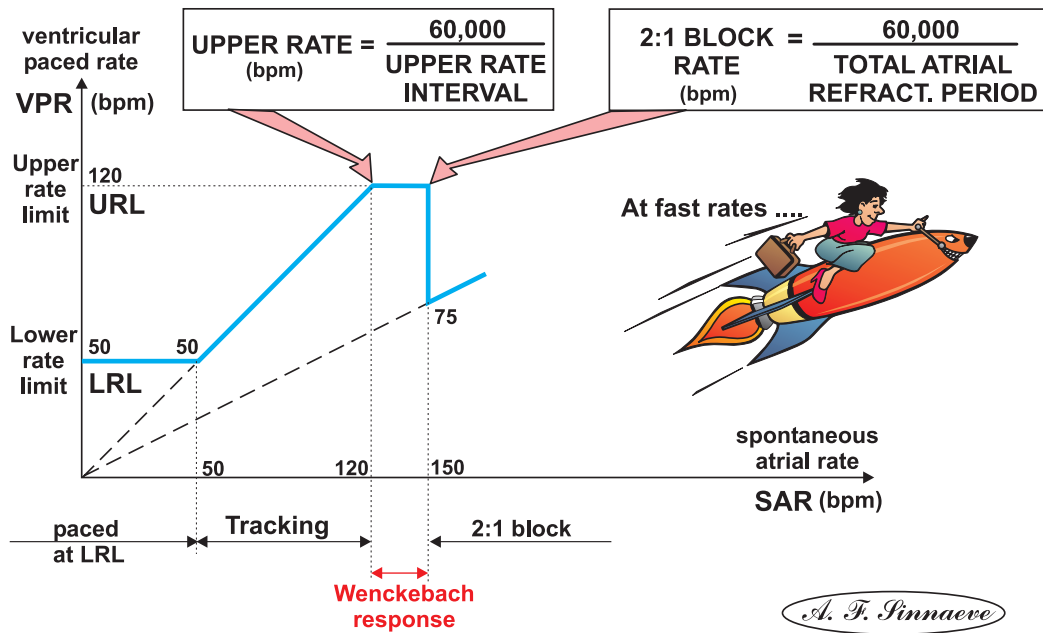 ventricular
paced rate
VPR (bpm)
UPPER RATE = 60,000
(bpm) UPPER RATE
INTERVAL
2:1 BLOCK = 60,000
RATE TOTAL ATRIAL
(bpm) REFRACT. PERIOD
Upper
rate
limit
120
URL
At fast rates ....
Lower
rate
limit
50
50
LRL
75
50
120
150
spontaneous
atrial rate
SAR (bpm)
paced
at LRL
Tracking
2:1 block
Wenckebach
response
A. F. Sinnaeve